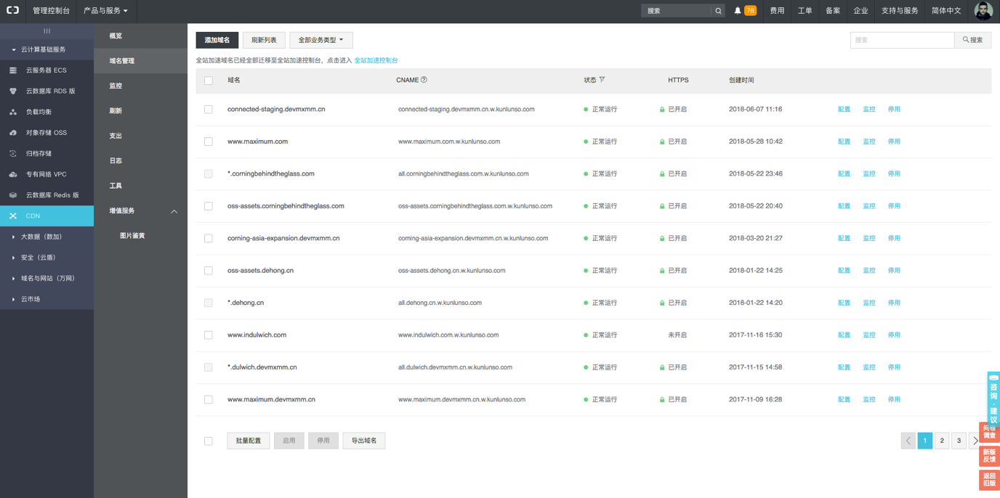 管理控制台 产品与服务 搜索 78 费用 工单 备案 企业 支持与服务 简体中文
云计算基础服务
云服务器 ECS
云数据库 RDS 版
负载均衡
对象存储 OSS
归档存储
专有网络 VPC
云数据库 Redis 版
CDN
大数据（数加）
安全（云盾）
域名与网站（万网）
云市场
概览
域名管理
监控
刷新
支出
日志
工具
增值服务
图片鉴黄
添加域名 刷新列表 全部业务类型 搜索 搜索
全站加速域名已经全部迁移至全站加速控制台，点击进入 全站加速控制台
域名 CNAME 状态 HTTPS 创建时间
connected-staging.devmxmm.cn connected-staging.devmxmm.cn.w.kunlunso.com 正常运行 已开启 2018-06-07 11:16 配置 监控 停用
www.maximum.com www.maximum.com.w.kunlunso.com 正常运行 已开启 2018-05-28 10:42 配置 监控 停用
*.corningbehindtheglass.com all.corningbehindtheglass.com.w.kunlunso.com 正常运行 已开启 2018-05-22 23:46 配置 监控 停用
oss-assets.corningbehindtheglass.com oss-assets.corningbehindtheglass.com.w.kunlunso.com 正常运行 已开启 2018-05-22 20:40 配置 监控 停用
corning-asia-expansion.devmxmm.cn corning-asia-expansion.devmxmm.cn.w.kunlunso.com 正常运行 已开启 2018-03-20 21:27 配置 监控 停用
oss-assets.dehong.cn oss-assets.dehong.cn.w.kunlunso.com 正常运行 已开启 2018-01-22 14:25 配置 监控 停用
*.dehong.cn all.dehong.cn.w.kunlunso.com 正常运行 已开启 2018-01-22 14:20 配置 监控 停用
www.indulwich.com www.indulwich.com.w.kunlunso.com 正常运行 未开启 2017-11-16 15:30 配置 监控 停用
*.dulwich.devmxmm.cn all.dulwich.devmxmm.cn.w.kunlunso.com 正常运行 已开启 2017-11-15 14:58 配置 监控 停用
www.maximum.devmxmm.cn www.maximum.devmxmm.cn.w.kunlunso.com 正常运行 已开启 2017-11-09 16:28 配置 监控 停用
批量配置 启用 停用 导出域名 1 2 3
咨询·建议
问卷
调查
新版
反馈
返回
旧版